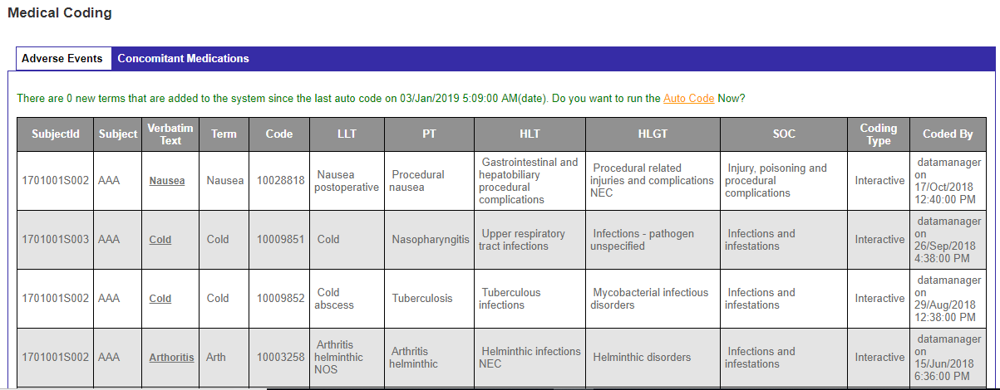 Medical Coding
Adverse Events Concomitant Medications
There are 0 new terms that are added to the system since the last auto code on 03/Jan/2019 5:09:00 AM(date). Do you want to run the Auto Code Now?
SubjectId Subject Verbatim Text Term Code LLT PT HLT HLGT SOC Coding Type Coded By
1701001S002 AAA Nausea Nausea 10028818 Nausea postoperative Procedural nausea Gastrointestinal and hepatobiliary procedural complications Procedural related injuries and complications NEC Injury, poisoning and procedural complications Interactive datamanager on 17/Oct/2018 12:40:00 PM
1701001S003 AAA Cold Cold 10009851 Cold Nasopharyngitis Upper respiratory tract infections Infections - pathogen unspecified Infections and infestations Interactive datamanager on 26/Sep/2018 4:38:00 PM
1701001S002 AAA Cold Cold 10009852 Cold abscess Tuberculosis Tuberculous infections Mycobacterial infectious disorders Infections and infestations Interactive datamanager on 29/Aug/2018 12:38:00 PM
1701001S002 AAA Arthoritis Arth 10003258 Arthritis helminthic NOS Arthritis helminthic Helminthic infections NEC Helminthic disorders Infections and infestations Interactive datamanager on 15/Jun/2018 6:36:00 PM